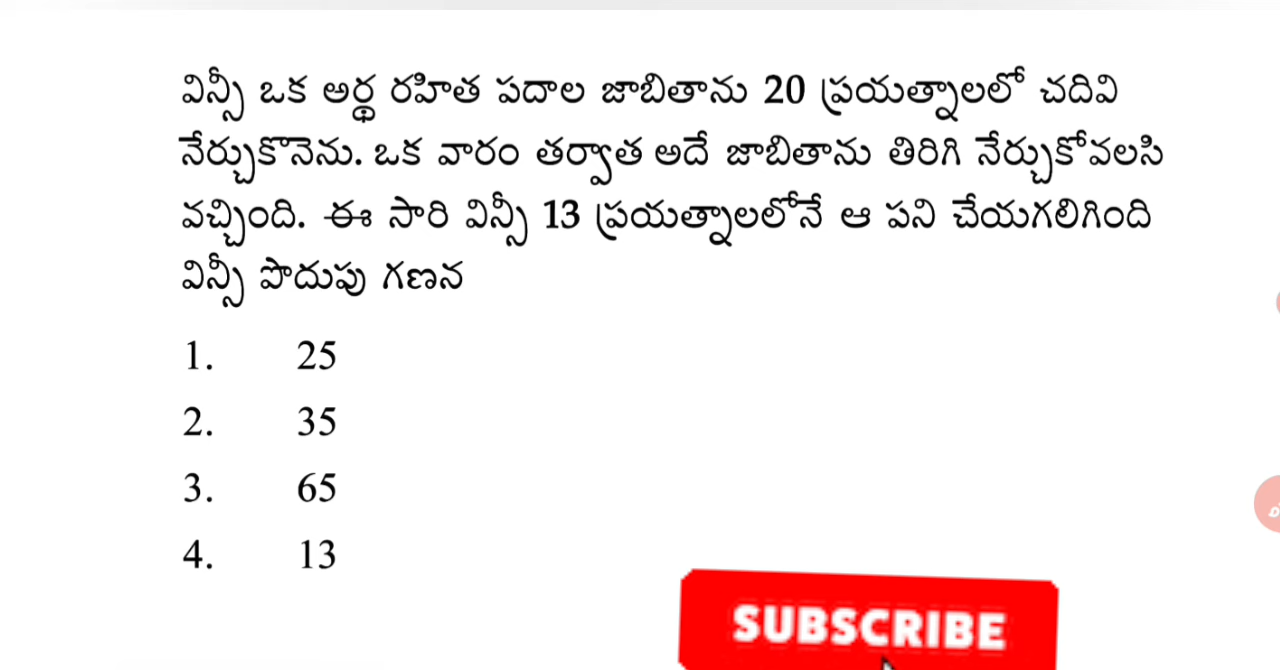 విన్సీ ఒక అర్థ రహిత పదాల జాబితాను 20 ప్రయత్నాలలో చదివి
నేర్చుకొనెను. ఒక వారం తర్వాత అదే జాబితాను తిరిగి నేర్చుకోవలసి
వచ్చింది. ఈ సారి విన్సీ 13 ప్రయత్నాలలోనే ఆ పని చేయగలిగింది
విన్సీ పొదుపు గణన
1. 25
2. 35
3. 65
4. 13
SUBSCRIBE